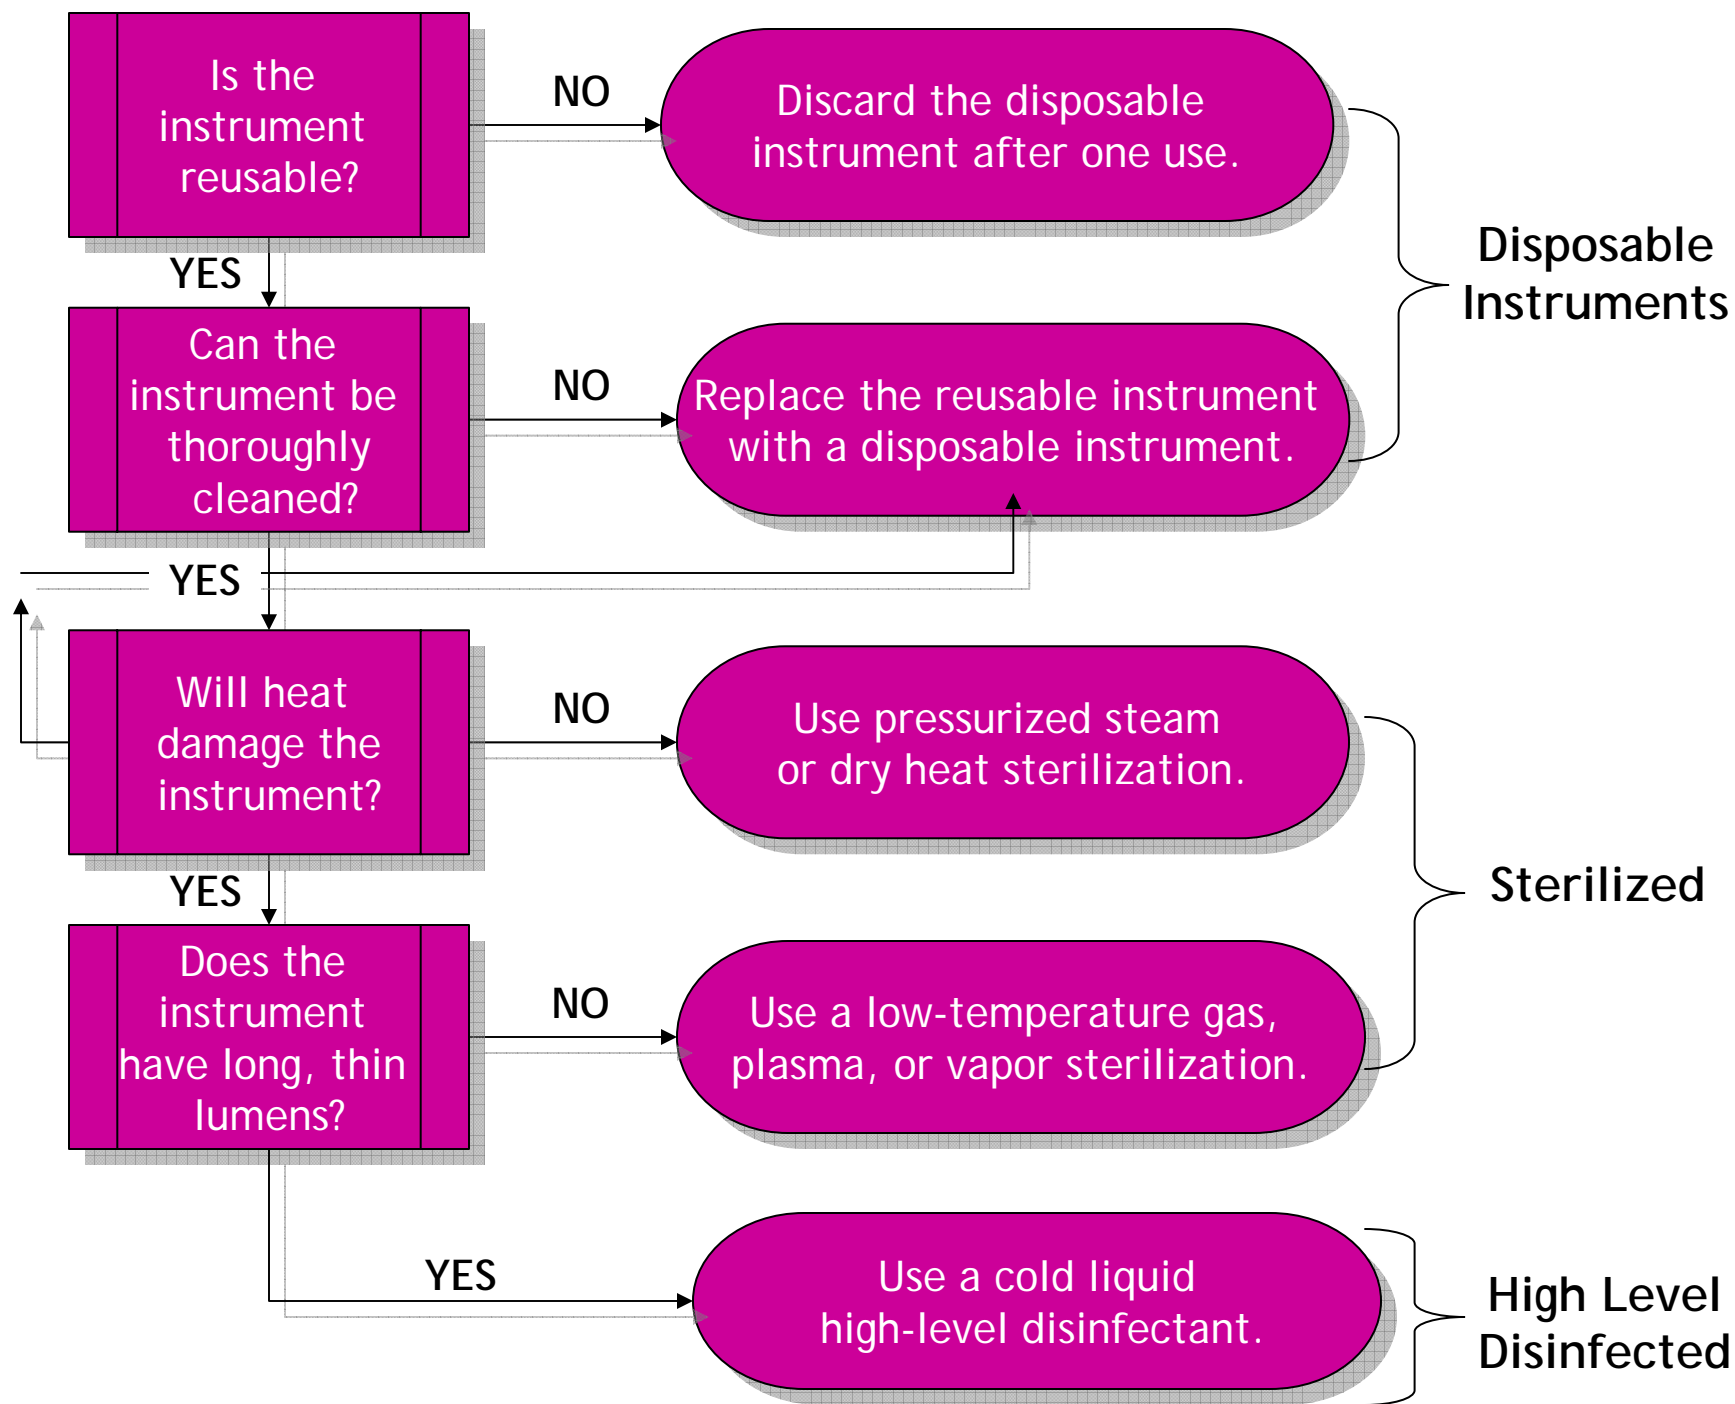 Is the
instrument
reusable?
NO
Discard the disposable
instrument after one use.
Disposable
Instruments
YES
Can the
instrument be
thoroughly
cleaned?
NO
Replace the reusable instrument
with a disposable instrument.
YES
Will heat
damage the
instrument?
NO
Use pressurized steam
or dry heat sterilization.
Sterilized
YES
Does the
instrument
have long, thin
lumens?
NO
Use a low-temperature gas,
plasma, or vapor sterilization.
YES
Use a cold liquid
high-level disinfectant.
High Level
Disinfected